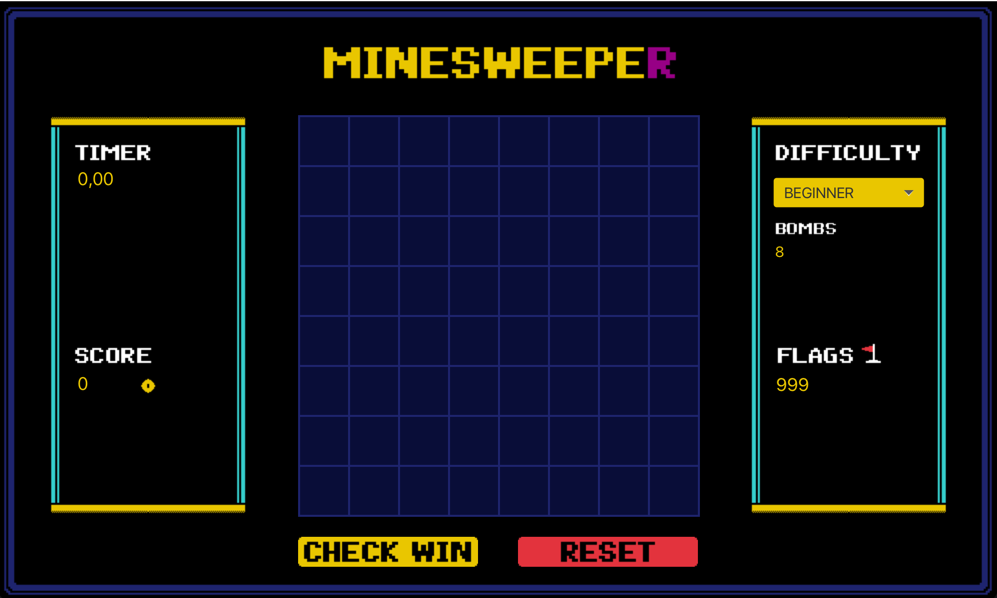 MINESWEEPER
TIMER
0,00
SCORE
0
CHECK WIN
RESET
DIFFICULTY
BEGINNER
BOMBS
8
FLAGS
999